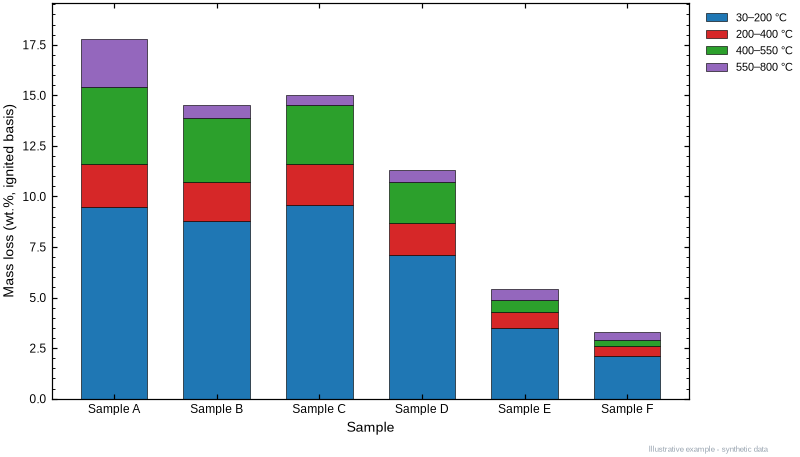 30–200 °C
200–400 °C
400–550 °C
550–800 °C
Mass loss (wt.%, ignited basis)
17.5
15.0
12.5
10.0
7.5
5.0
2.5
0.0
Sample A Sample B Sample C Sample D Sample E Sample F
Sample
Illustrative example - synthetic data